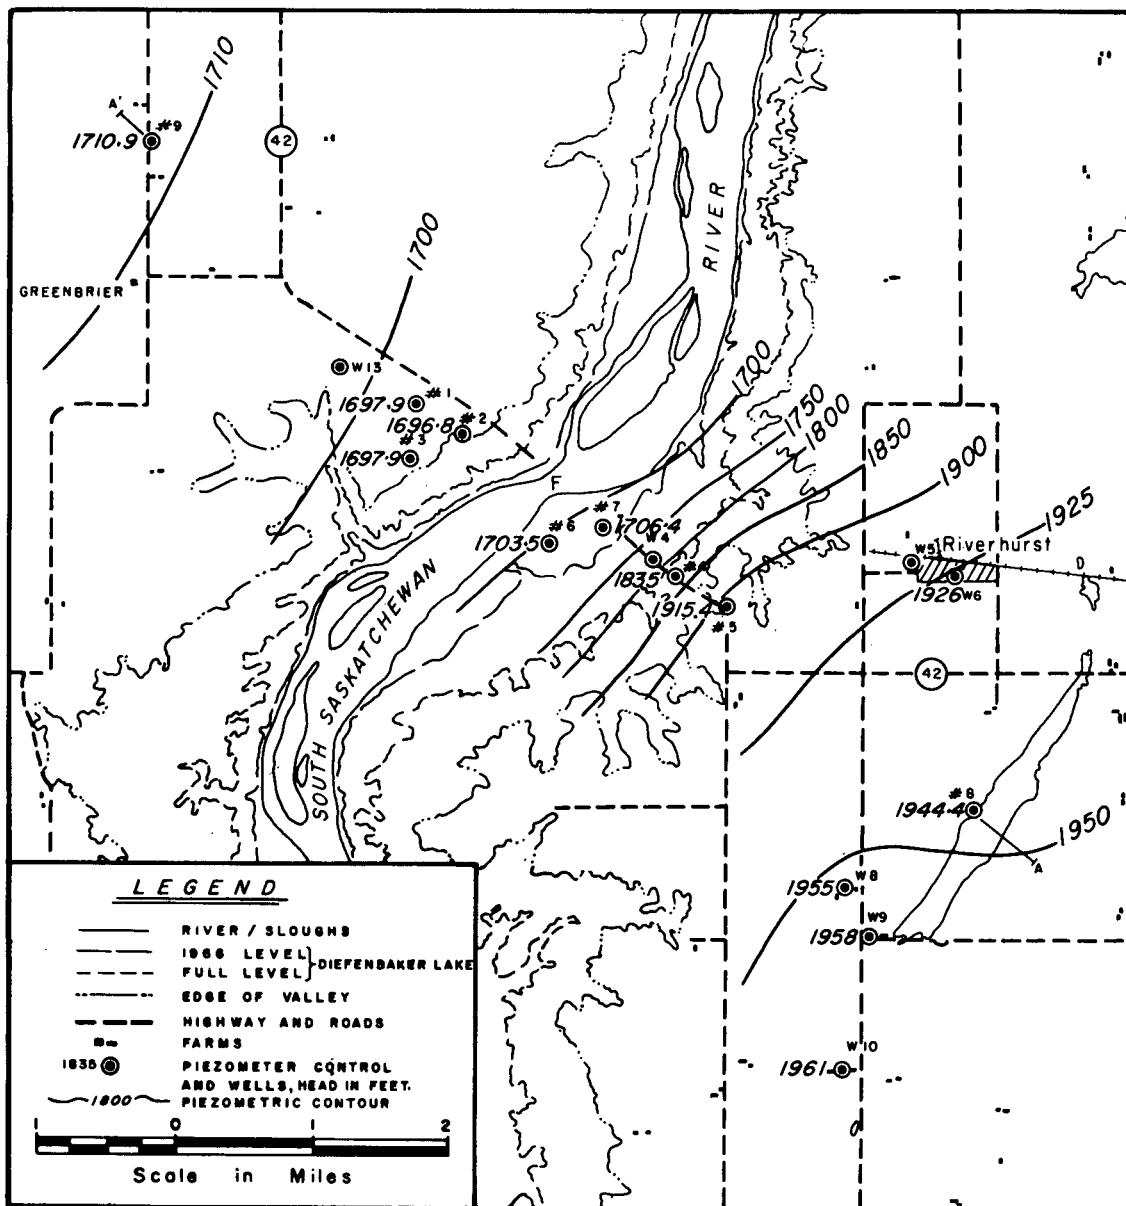 1710
A'
#9
1710.9
42
RIVER
1700
GREENBRIER
W13
#1
1697.9
#2
1696.8
#3
1697.9
1700
1750
1800
1850
1900
1925
F
#7
1706.4
#6
1703.5
W4
1835
#4
1915.4
#5
W5
Riverhurst
D
1926 W6
42
SOUTH SASKATCHEWAN
#8
1944.4
1950
A
1955 W8
W9
1958
W10
1961
LEGEND
RIVER / SLOUGHS
1966 LEVEL
FULL LEVEL
DIEFENBAKER LAKE
EDGE OF VALLEY
HIGHWAY AND ROADS
FARMS
1835 PIEZOMETER CONTROL
AND WELLS, HEAD IN FEET.
1800 PIEZOMETRIC CONTOUR
1 0 1 2
Scale in Miles